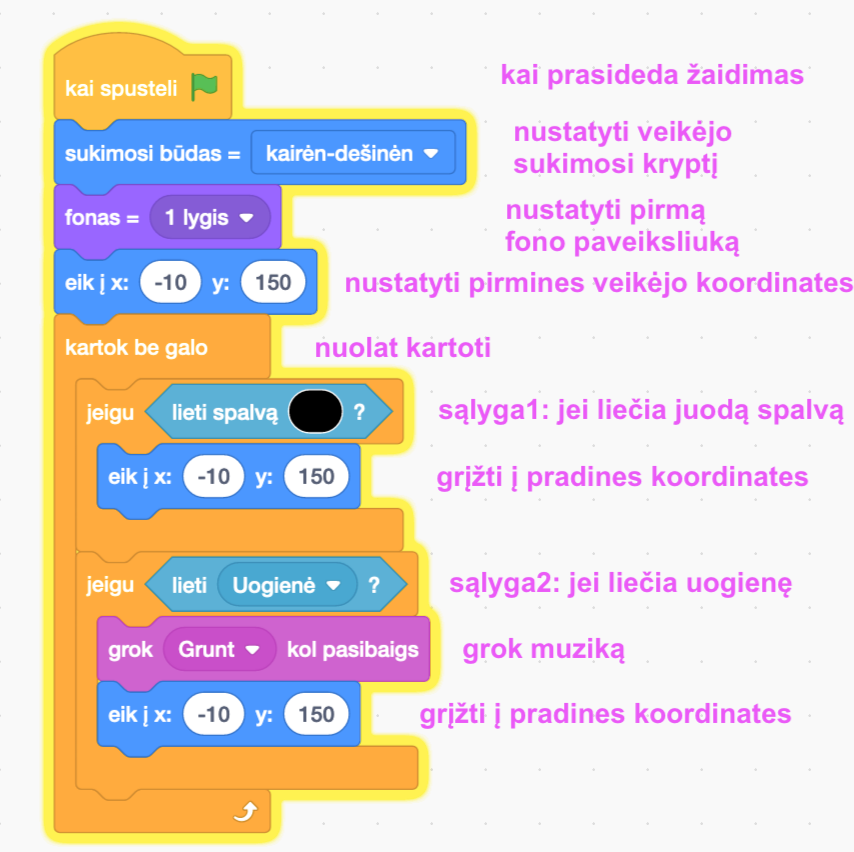 kai spusteli kai prasideda žaidimas
sukimosi būdas = kairėn-dešinėn nustatyti veikėjo
sukimosi kryptį
fonas = 1 lygis nustatyti pirmą
fono paveiksliuką
eik į x: -10 y: 150 nustatyti pirmines veikėjo koordinates
kartok be galo nuolat kartoti
jeigu lieti spalvą ? sąlyga1: jei liečia juodą spalvą
eik į x: -10 y: 150 grįžti į pradines koordinates
jeigu lieti Uogienė ? sąlyga2: jei liečia uogienę
grok Grunt kol pasibaigs grok muziką
eik į x: -10 y: 150 grįžti į pradines koordinates